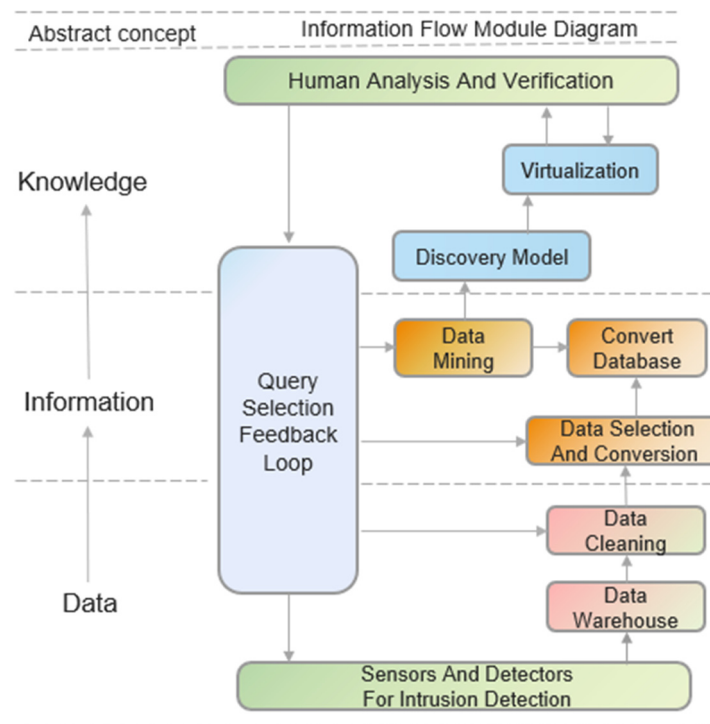 Abstract concept
Information Flow Module Diagram
Human Analysis And Verification
Knowledge
Virtualization
Discovery Model
Data
Mining
Convert
Database
Query
Selection
Feedback
Loop
Information
Data Selection
And Conversion
Data
Cleaning
Data
Data
Warehouse
Sensors And Detectors
For Intrusion Detection